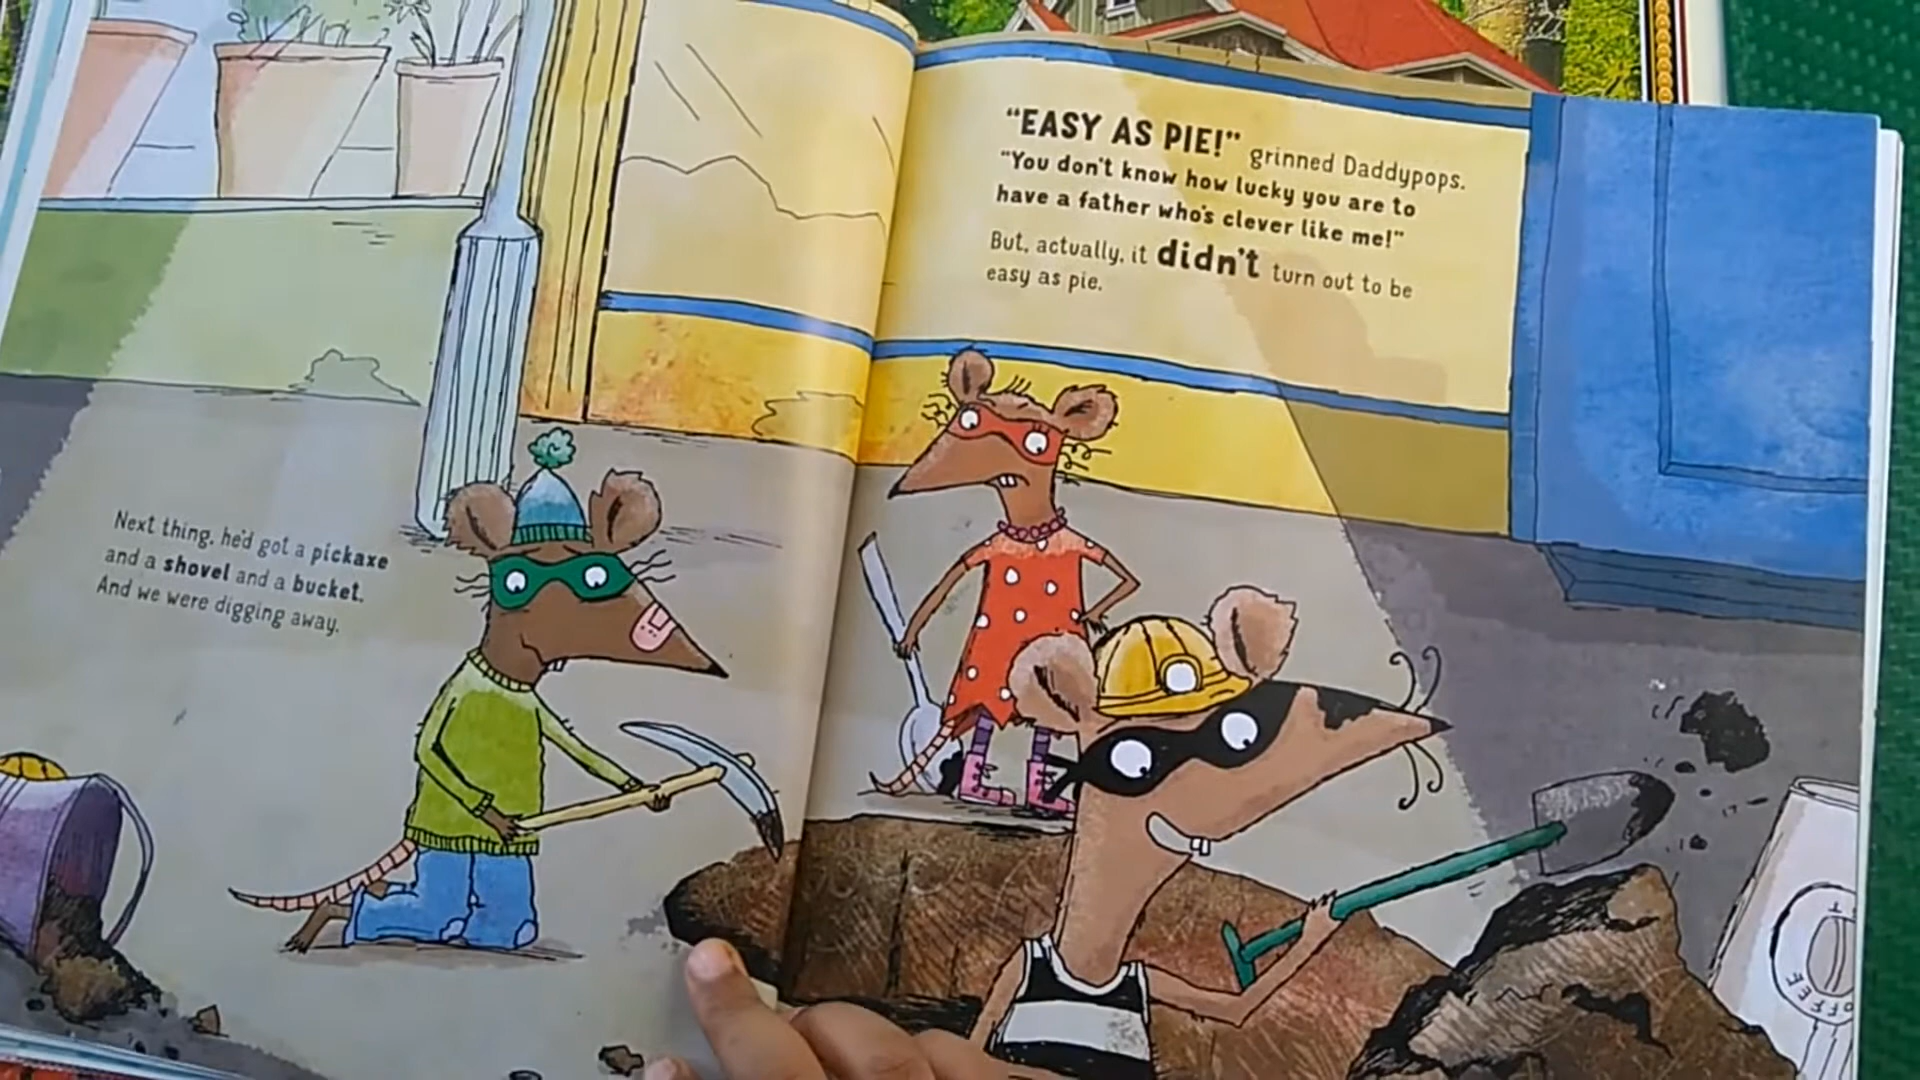 Next thing, he'd got a pickaxe
and a shovel and a bucket.
And we were digging away.
“EASY AS PIE!” grinned Daddypops.
“You don't know how lucky you are to
have a father who's clever like me!”
But, actually, it didn't turn out to be
easy as pie.